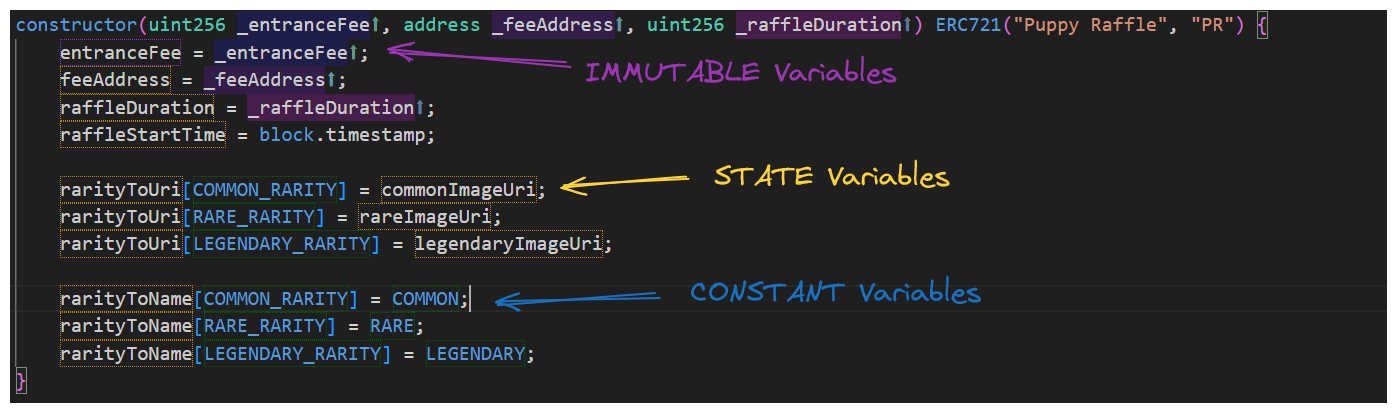 constructor(uint256 _entranceFee↑, address _feeAddress↑, uint256 _raffleDuration↑) ERC721("Puppy Raffle", "PR") {
entranceFee = _entranceFee↑;
IMMUTABLE Variables
feeAddress = _feeAddress↑;
raffleDuration = _raffleDuration↑;
raffleStartTime = block.timestamp;
rarityToUri[COMMON_RARITY] = commonImageUri;
STATE Variables
rarityToUri[RARE_RARITY] = rareImageUri;
rarityToUri[LEGENDARY_RARITY] = legendaryImageUri;
rarityToName[COMMON_RARITY] = COMMON;
CONSTANT Variables
rarityToName[RARE_RARITY] = RARE;
rarityToName[LEGENDARY_RARITY] = LEGENDARY;
}